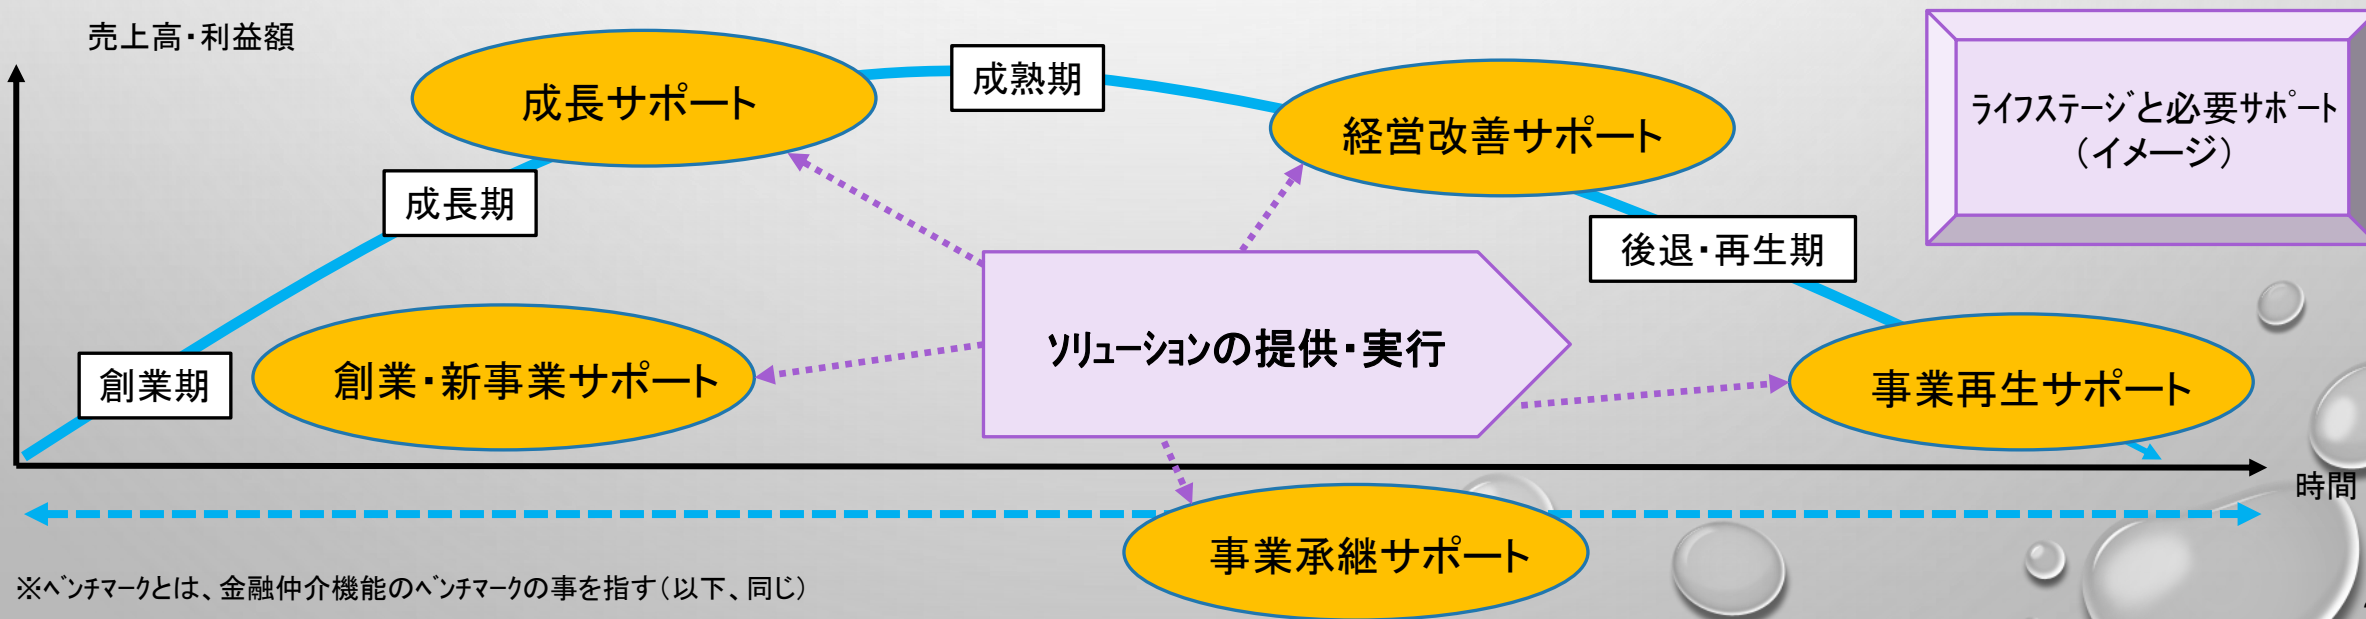 売上高・利益額
成長サポート
成熟期
経営改善サポート
ﾗｲﾌｽﾃｰｼﾞと必要ｻﾎﾟｰﾄ
（イメージ）
成長期
後退・再生期
ｿﾘｭｰｼｮﾝの提供・実行
創業期
創業・新事業サポート
事業再生サポート
時間
事業承継サポート
※ﾍﾞﾝﾁﾏｰｸとは、金融仲介機能のﾍﾞﾝﾁﾏｰｸの事を指す（以下、同じ）